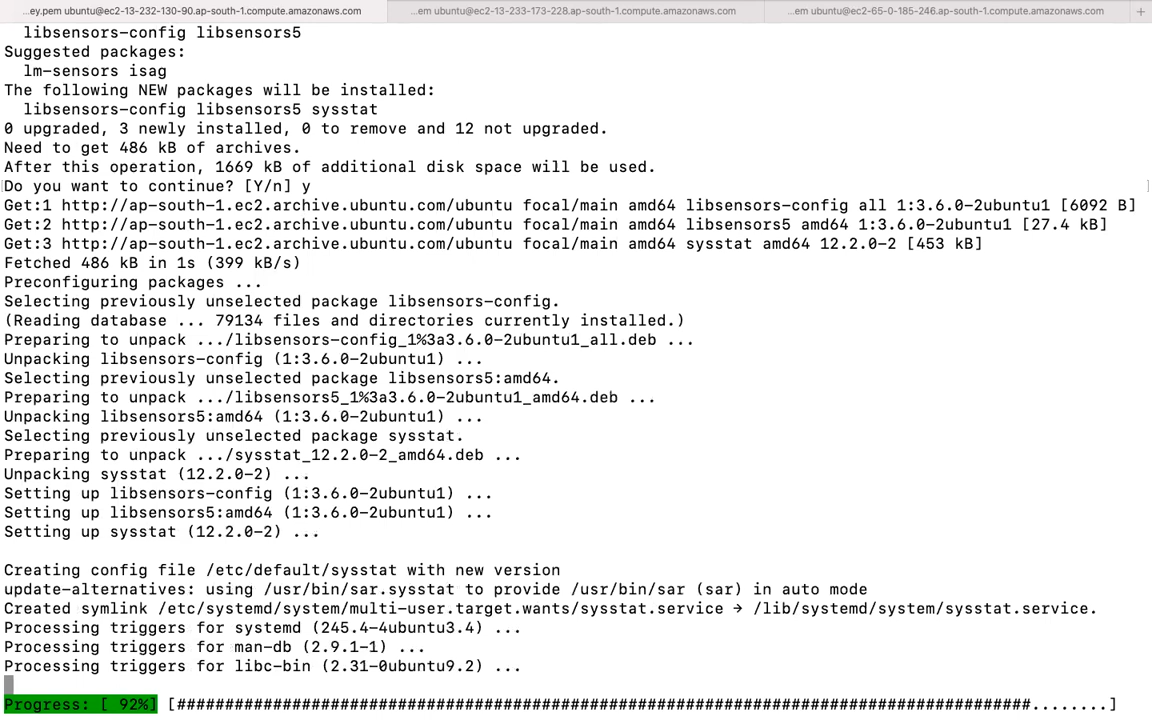 ...ey.pem ubuntu@ec2-13-232-130-90.ap-south-1.compute.amazonaws.com ...em ubuntu@ec2-13-233-173-228.ap-south-1.compute.amazonaws.com ...em ubuntu@ec2-65-0-185-246.ap-south-1.compute.amazonaws.com +
libsensors-config libsensors5
Suggested packages:
lm-sensors isag
The following NEW packages will be installed:
libsensors-config libsensors5 sysstat
0 upgraded, 3 newly installed, 0 to remove and 12 not upgraded.
Need to get 486 kB of archives.
After this operation, 1669 kB of additional disk space will be used.
Do you want to continue? [Y/n] y
Get:1 http://ap-south-1.ec2.archive.ubuntu.com/ubuntu focal/main amd64 libsensors-config all 1:3.6.0-2ubuntu1 [6092 B]
Get:2 http://ap-south-1.ec2.archive.ubuntu.com/ubuntu focal/main amd64 libsensors5 amd64 1:3.6.0-2ubuntu1 [27.4 kB]
Get:3 http://ap-south-1.ec2.archive.ubuntu.com/ubuntu focal/main amd64 sysstat amd64 12.2.0-2 [453 kB]
Fetched 486 kB in 1s (399 kB/s)
Preconfiguring packages ...
Selecting previously unselected package libsensors-config.
(Reading database ... 79134 files and directories currently installed.)
Preparing to unpack .../libsensors-config_1%3a3.6.0-2ubuntu1_all.deb ...
Unpacking libsensors-config (1:3.6.0-2ubuntu1) ...
Selecting previously unselected package libsensors5:amd64.
Preparing to unpack .../libsensors5_1%3a3.6.0-2ubuntu1_amd64.deb ...
Unpacking libsensors5:amd64 (1:3.6.0-2ubuntu1) ...
Selecting previously unselected package sysstat.
Preparing to unpack .../sysstat_12.2.0-2_amd64.deb ...
Unpacking sysstat (12.2.0-2) ...
Setting up libsensors-config (1:3.6.0-2ubuntu1) ...
Setting up libsensors5:amd64 (1:3.6.0-2ubuntu1) ...
Setting up sysstat (12.2.0-2) ...
Creating config file /etc/default/sysstat with new version
update-alternatives: using /usr/bin/sar.sysstat to provide /usr/bin/sar (sar) in auto mode
Created symlink /etc/systemd/system/multi-user.target.wants/sysstat.service → /lib/systemd/system/sysstat.service.
Processing triggers for systemd (245.4-4ubuntu3.4) ...
Processing triggers for man-db (2.9.1-1) ...
Processing triggers for libc-bin (2.31-0ubuntu9.2) ...
Progress: [ 92%] [#########################################################################################........]